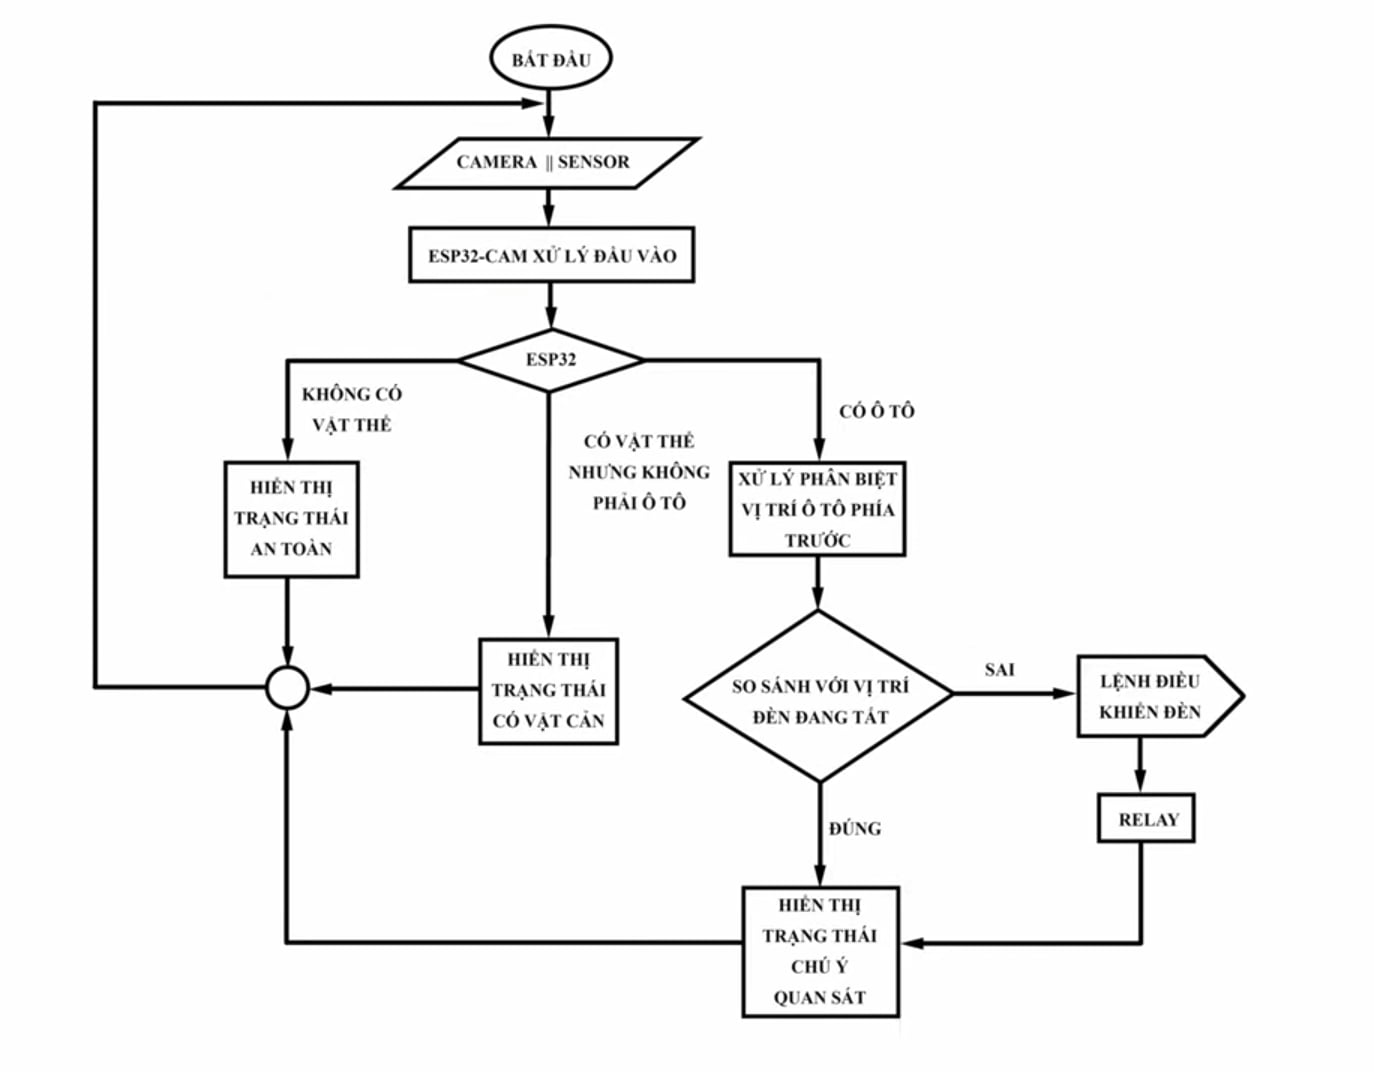 BẮT ĐẦU
CAMERA || SENSOR
ESP32-CAM XỬ LÝ ĐẦU VÀO
ESP32
KHÔNG CÓ
VẬT THỂ
CÓ Ô TÔ
CÓ VẬT THỂ
NHƯNG KHÔNG
PHẢI Ô TÔ
HIỂN THỊ
TRẠNG THÁI
AN TOÀN
XỬ LÝ PHÂN BIỆT
VỊ TRÍ Ô TÔ PHÍA
TRƯỚC
HIỂN THỊ
TRẠNG THÁI
CÓ VẬT CẢN
SO SÁNH VỚI VỊ TRÍ
ĐÈN ĐANG TẮT
SAI
LỆNH ĐIỀU
KHIỂN ĐÈN
RELAY
ĐÚNG
HIỂN THỊ
TRẠNG THÁI
CHÚ Ý
QUAN SÁT